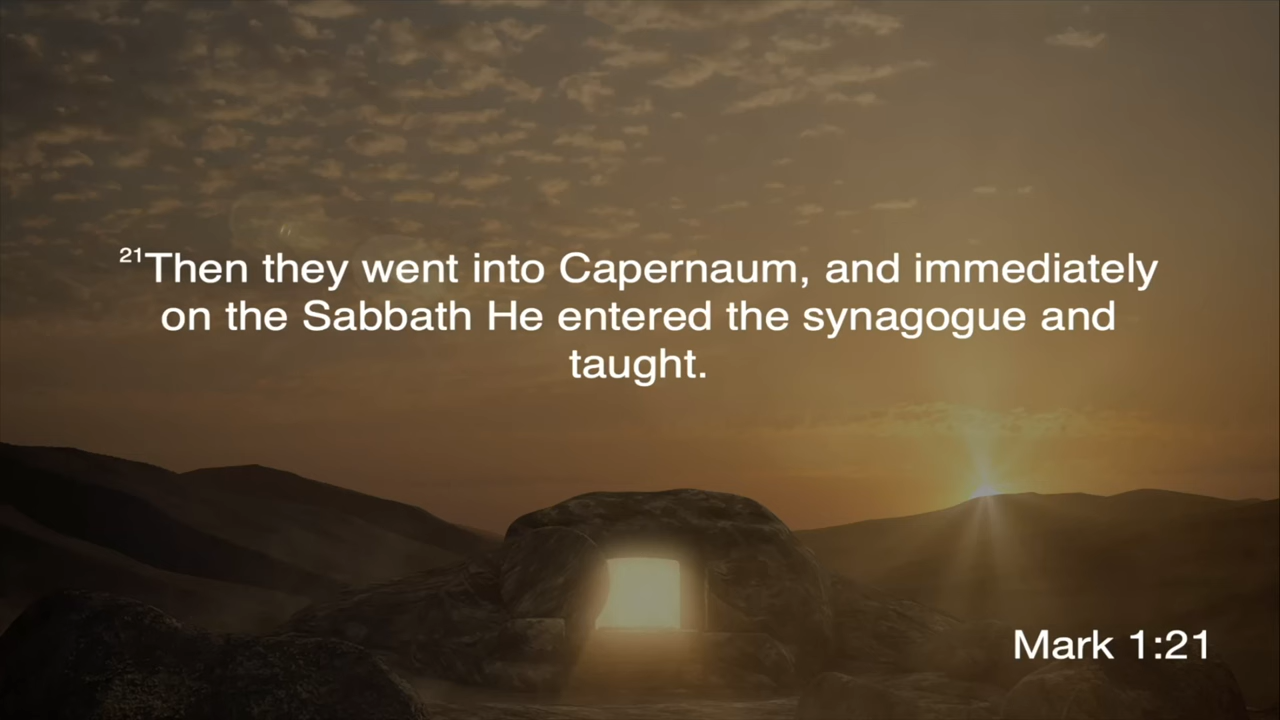 21Then they went into Capernaum, and immediately
on the Sabbath He entered the synagogue and
taught.
Mark 1:21